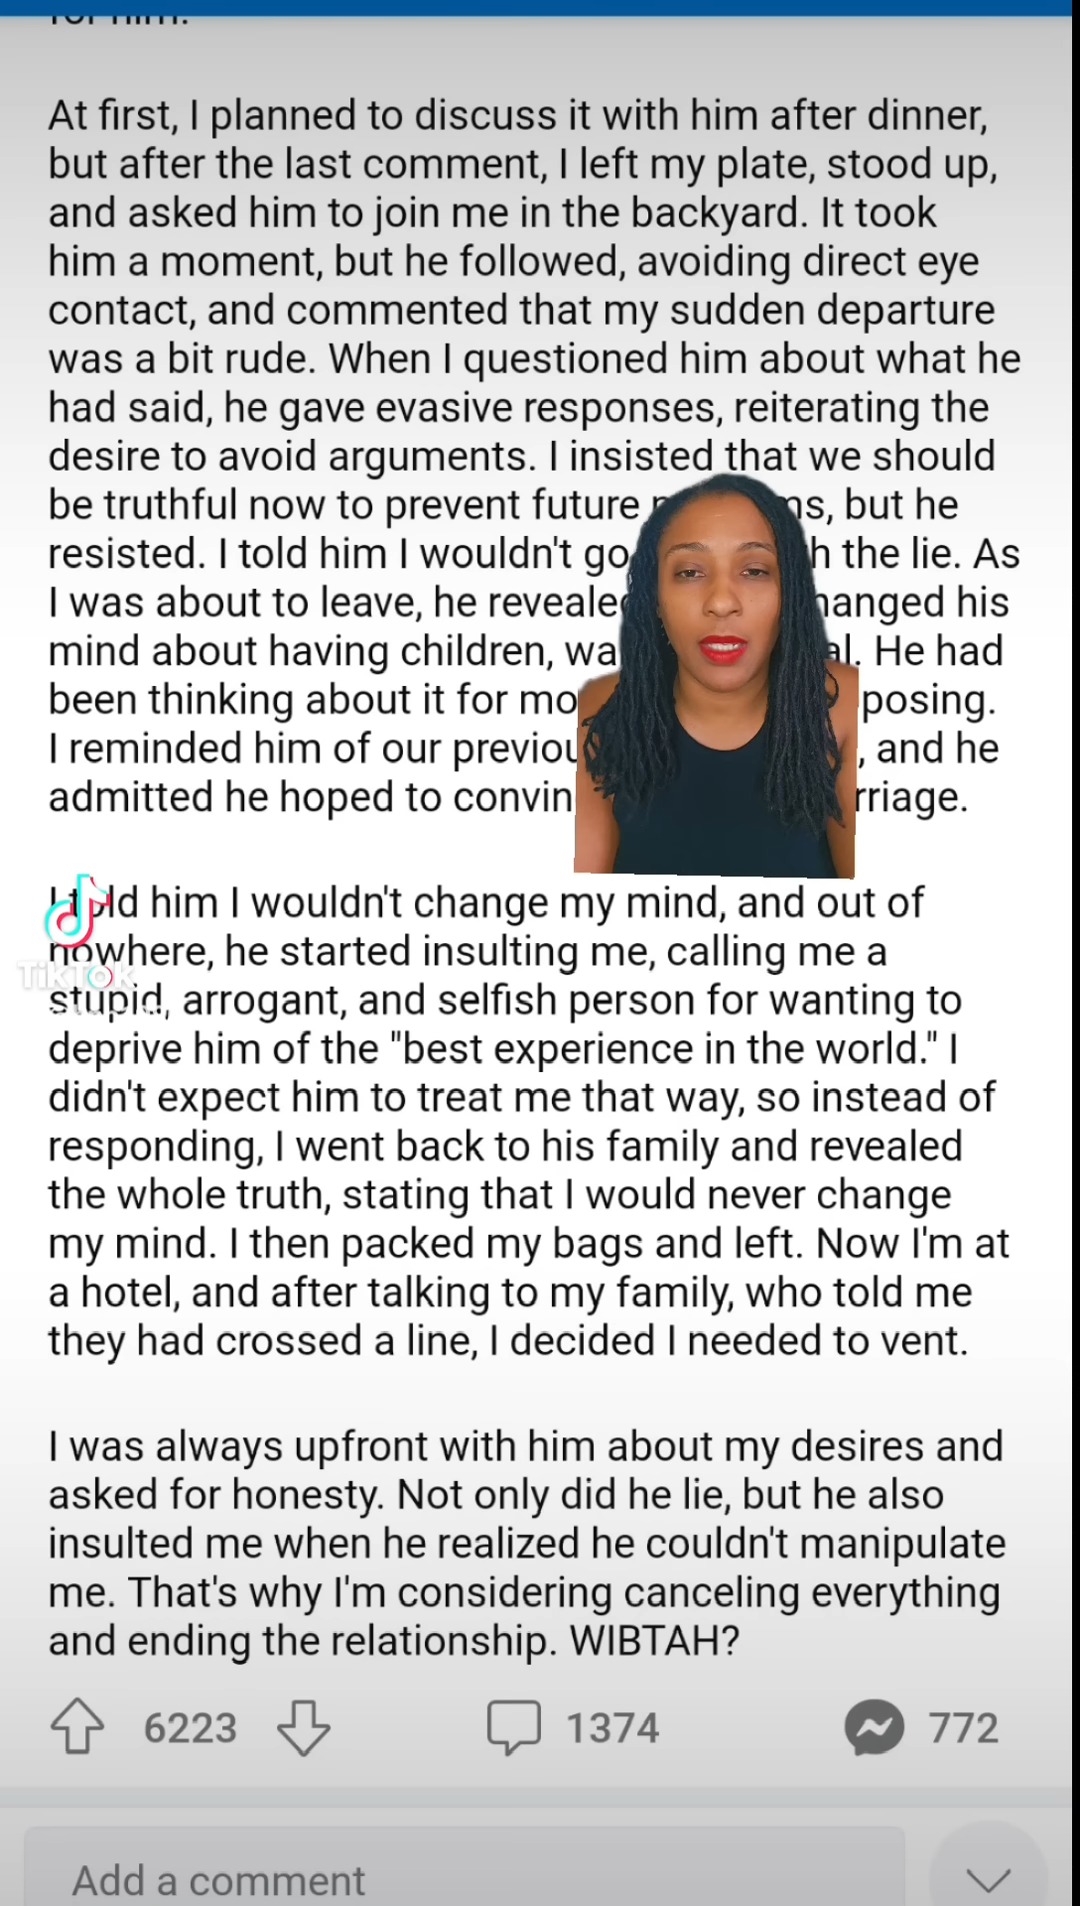 for him.
At first, I planned to discuss it with him after dinner,
but after the last comment, I left my plate, stood up,
and asked him to join me in the backyard. It took
him a moment, but he followed, avoiding direct eye
contact, and commented that my sudden departure
was a bit rude. When I questioned him about what he
had said, he gave evasive responses, reiterating the
desire to avoid arguments. I insisted that we should
be truthful now to prevent future but he
resisted. I told him I wouldn't go the lie. As
I was about to leave, he revealed his
mind about having children, He had
been thinking about it for
I reminded him of our and he
admitted he hoped to
I told him I wouldn't change my mind, and out of
nowhere, he started insulting me, calling me a
stupid, arrogant, and selfish person for wanting to
deprive him of the "best experience in the world." I
didn't expect him to treat me that way, so instead of
responding, I went back to his family and revealed
the whole truth, stating that I would never change
my mind. I then packed my bags and left. Now I'm at
a hotel, and after talking to my family, who told me
they had crossed a line, I decided I needed to vent.
I was always upfront with him about my desires and
asked for honesty. Not only did he lie, but he also
insulted me when he realized he couldn't manipulate
me. That's why I'm considering canceling everything
and ending the relationship. WIBTAH?
6223 1374 772
Add a comment
TikTok